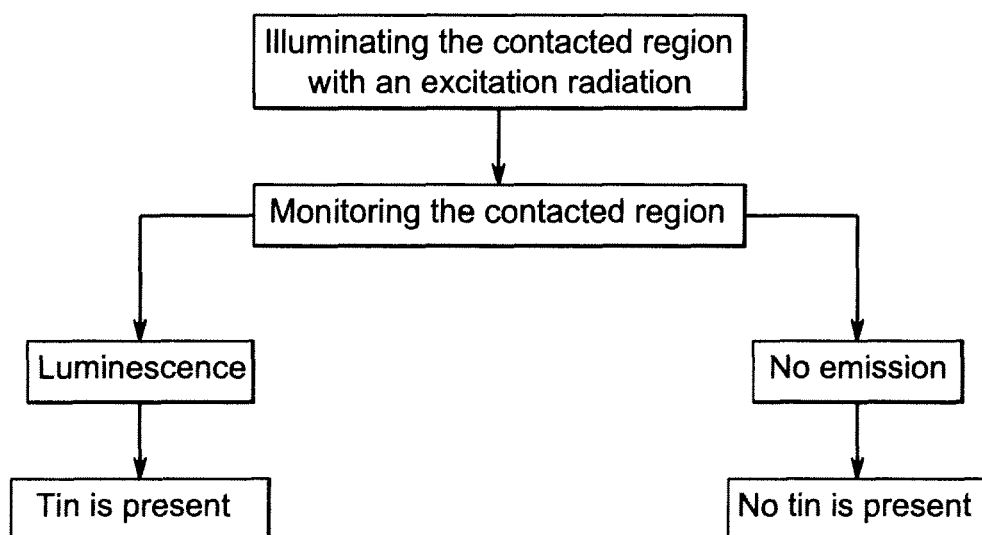 Illuminating the contacted region
with an excitation radiation
Monitoring the contacted region
Luminescence
No emission
Tin is present
No tin is present